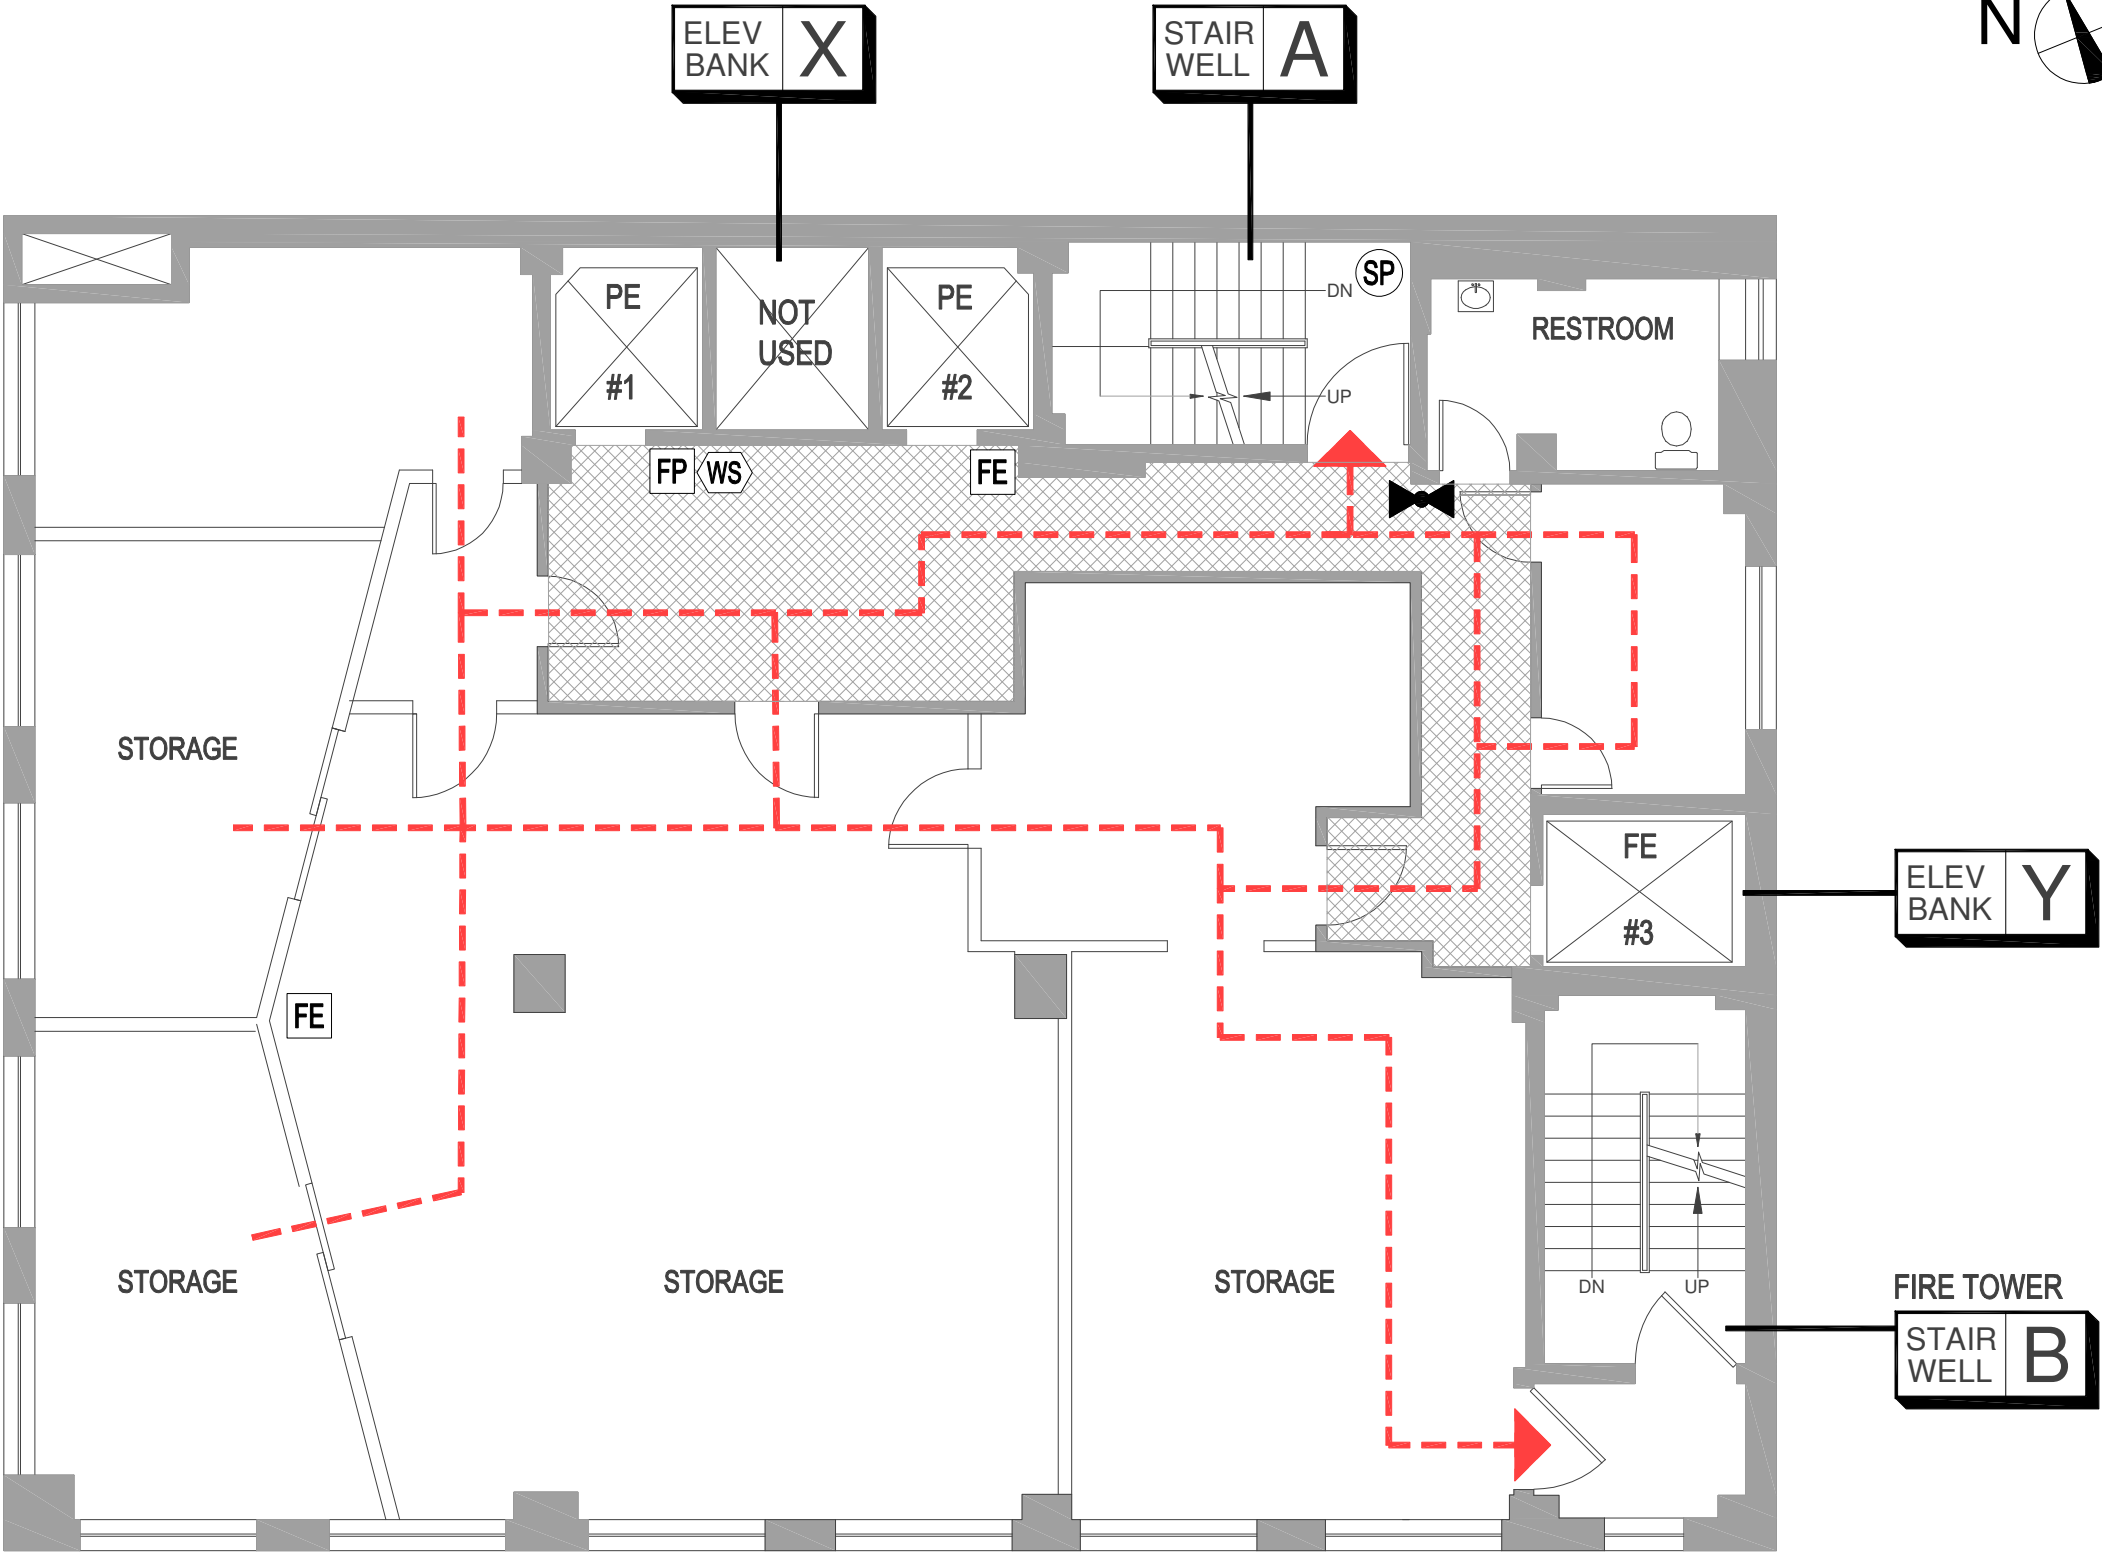 ELEV
BANK
X
STAIR
WELL
A
N
PE
#1
NOT
USED
PE
#2
DN
SP
UP
RESTROOM
FP
WS
FE
STORAGE
FE
#3
ELEV
BANK
Y
FE
STORAGE
STORAGE
STORAGE
DN
UP
FIRE TOWER
STAIR
WELL
B